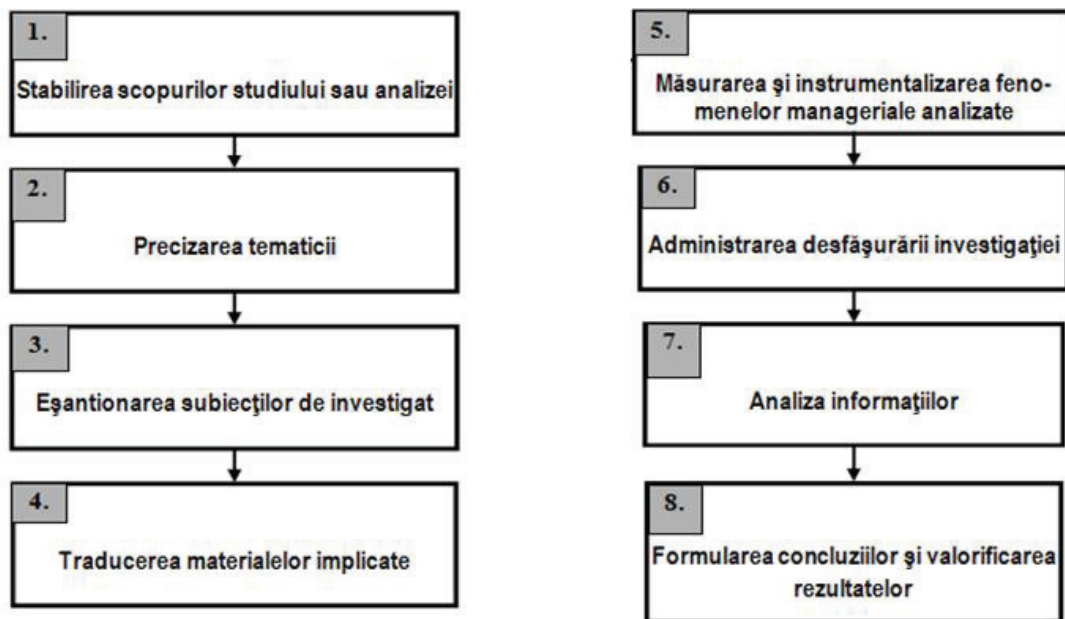 1.
Stabilirea scopurilor studiului sau analizei
2.
Precizarea tematicii
3.
Eşantionarea subiecţilor de investigat
4.
Traducerea materialelor implicate
5.
Măsurarea şi instrumentalizarea feno-
menelor manageriale analizate
6.
Administrarea desfăşurării investigaţiei
7.
Analiza informaţiilor
8.
Formularea concluziilor şi valorificarea
rezultatelor